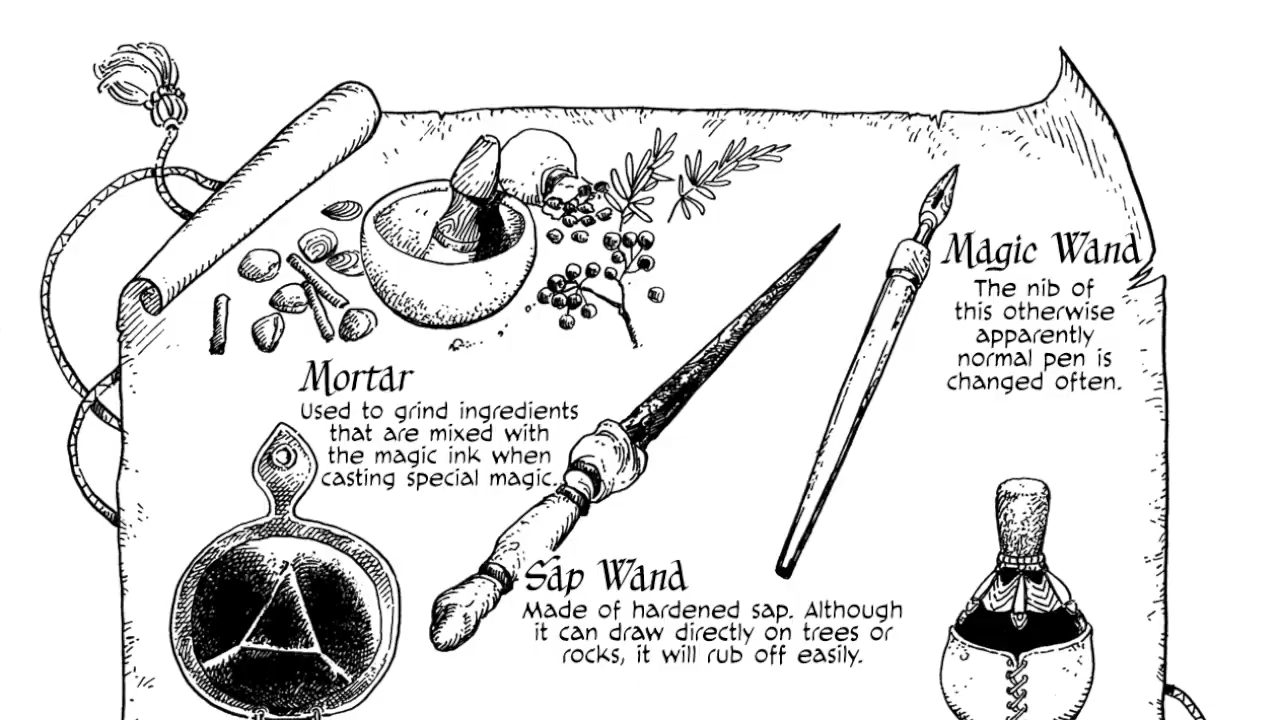 Magic Wand
The nib of
this otherwise
apparently
normal pen is
changed often.
Mortar
Used to grind ingredients
that are mixed with
the magic ink when
casting special magic.
Sap Wand
Made of hardened sap. Although
it can draw directly on trees or
rocks, it will rub off easily.